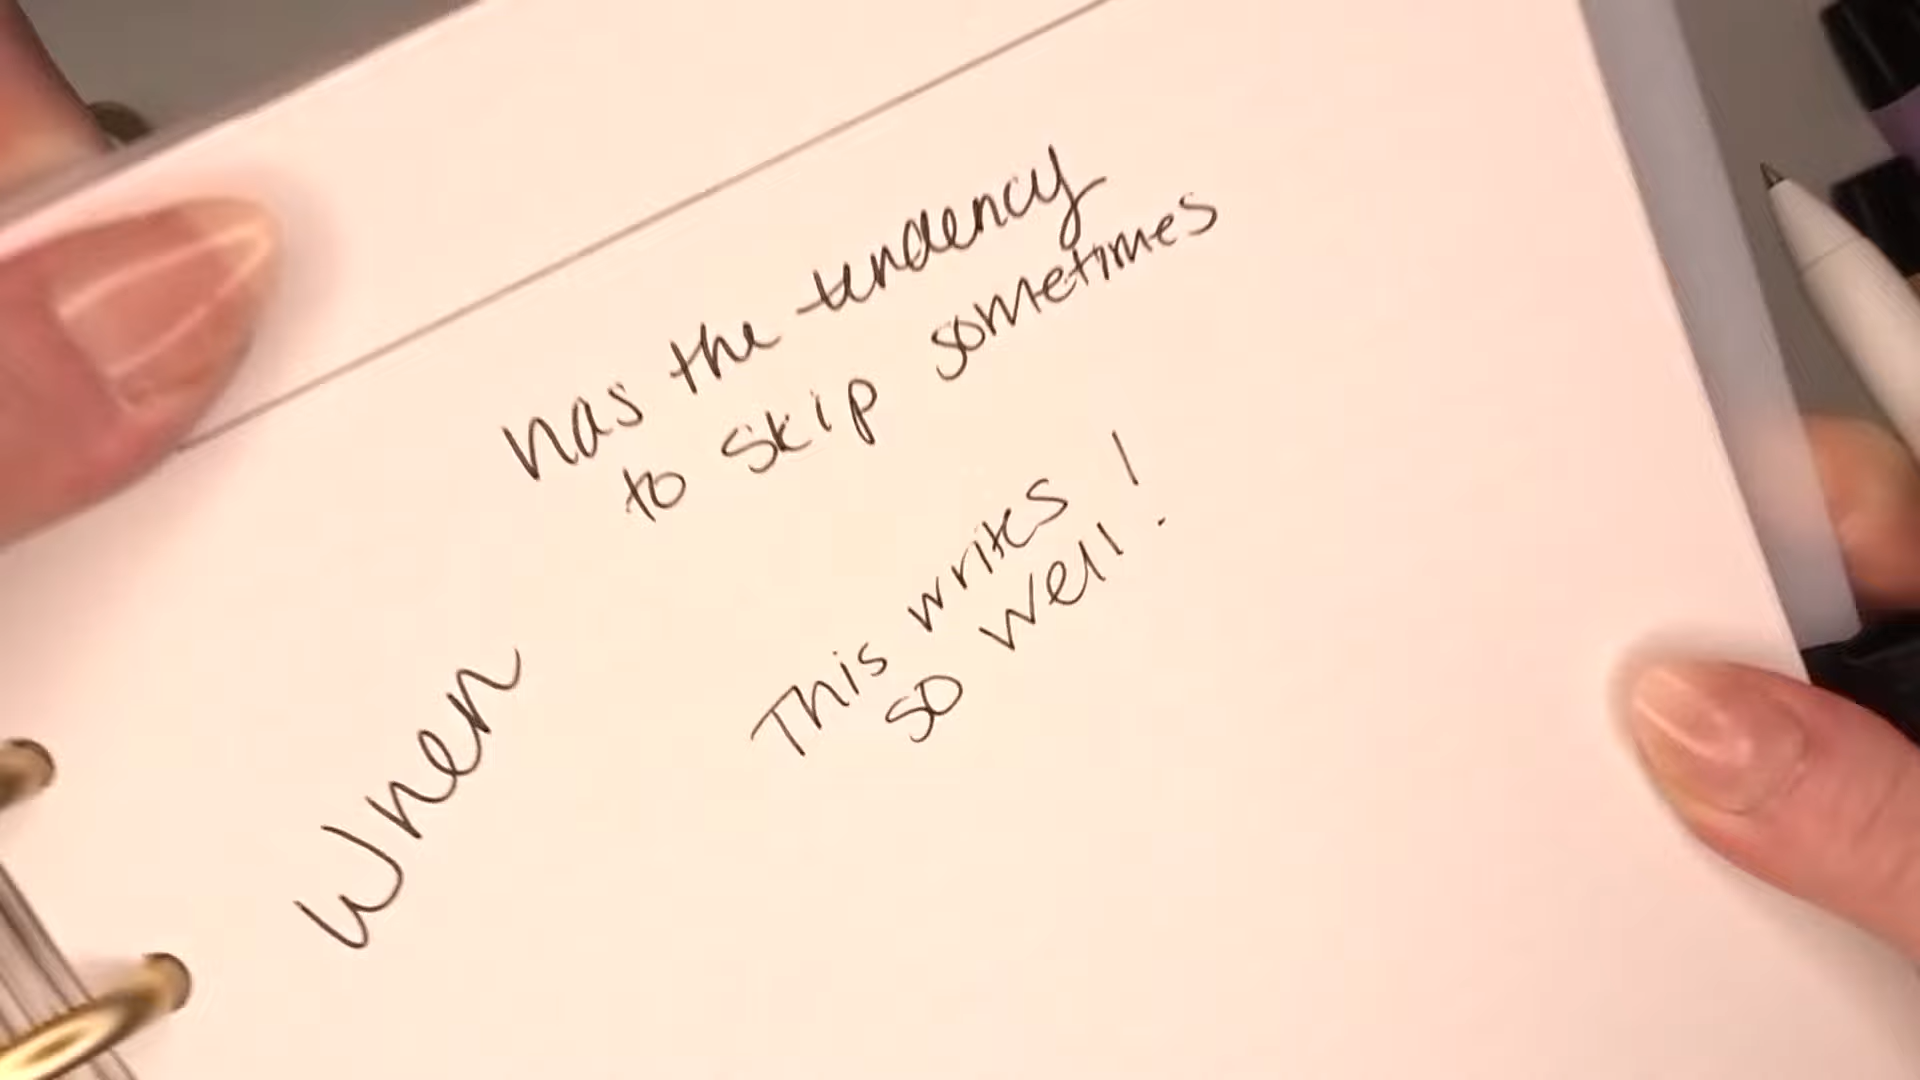 has the tendency
to skip sometimes
This writes
so well!
When